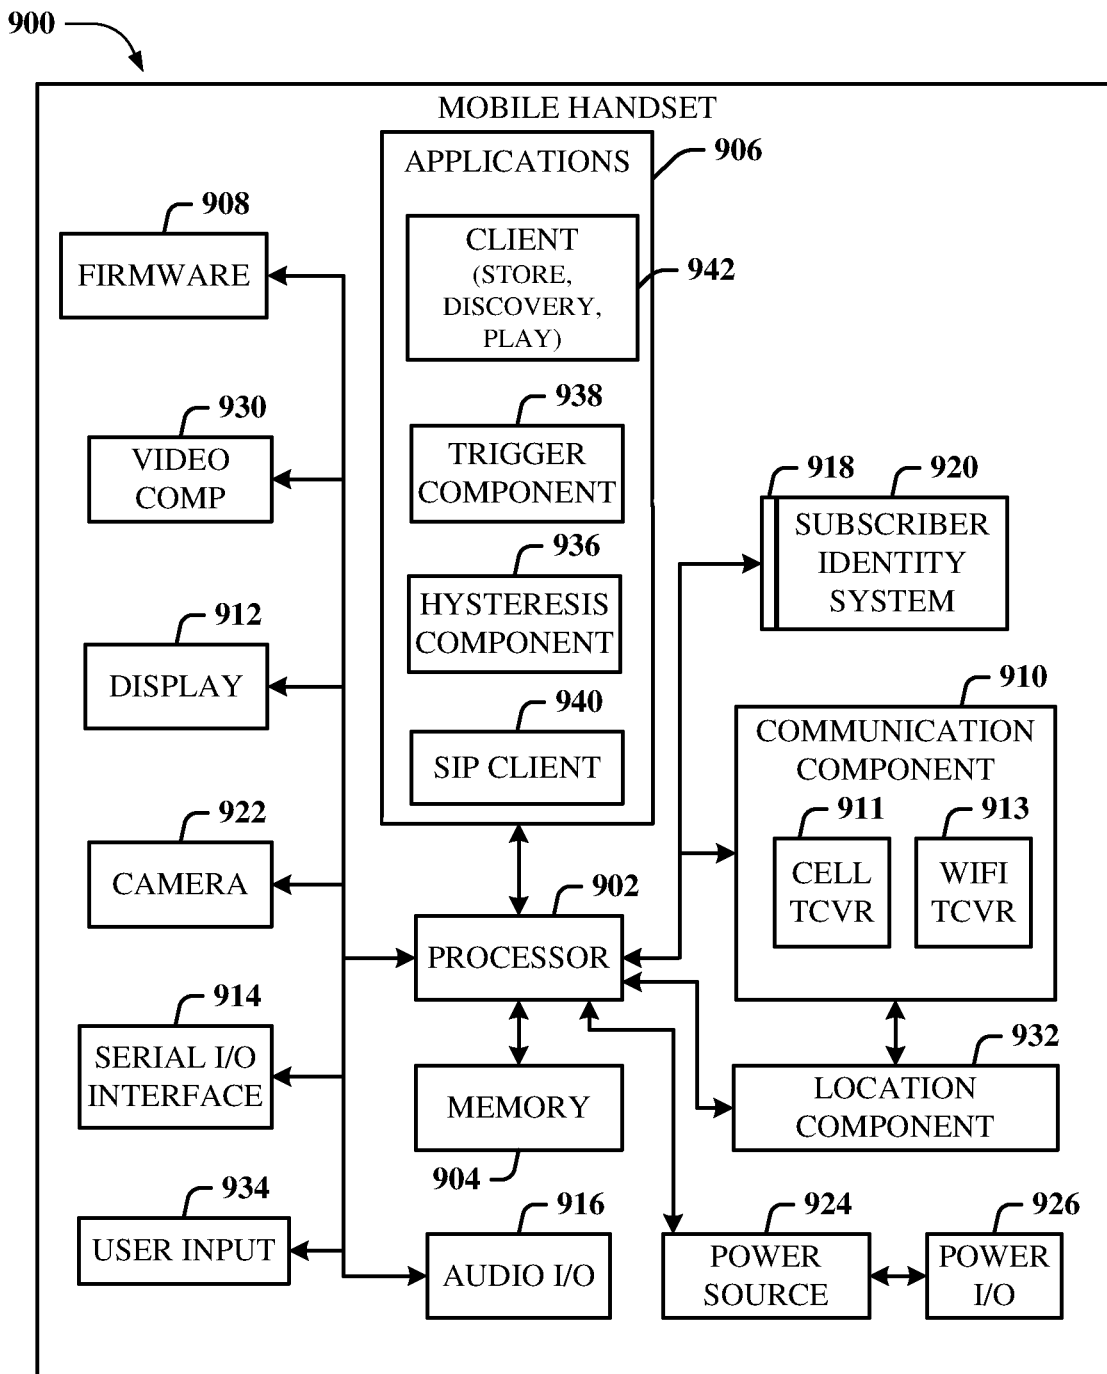 900
MOBILE HANDSET
APPLICATIONS
906
CLIENT
(STORE,
DISCOVERY,
PLAY)
942
938
TRIGGER
COMPONENT
936
HYSTERESIS
COMPONENT
940
SIP CLIENT
908
FIRMWARE
930
VIDEO
COMP
912
DISPLAY
922
CAMERA
914
SERIAL I/O
INTERFACE
934
USER INPUT
902
PROCESSOR
MEMORY
904
916
AUDIO I/O
918
920
SUBSCRIBER
IDENTITY
SYSTEM
910
COMMUNICATION
COMPONENT
911
CELL
TCVR
913
WIFI
TCVR
932
LOCATION
COMPONENT
924
POWER
SOURCE
926
POWER
I/O